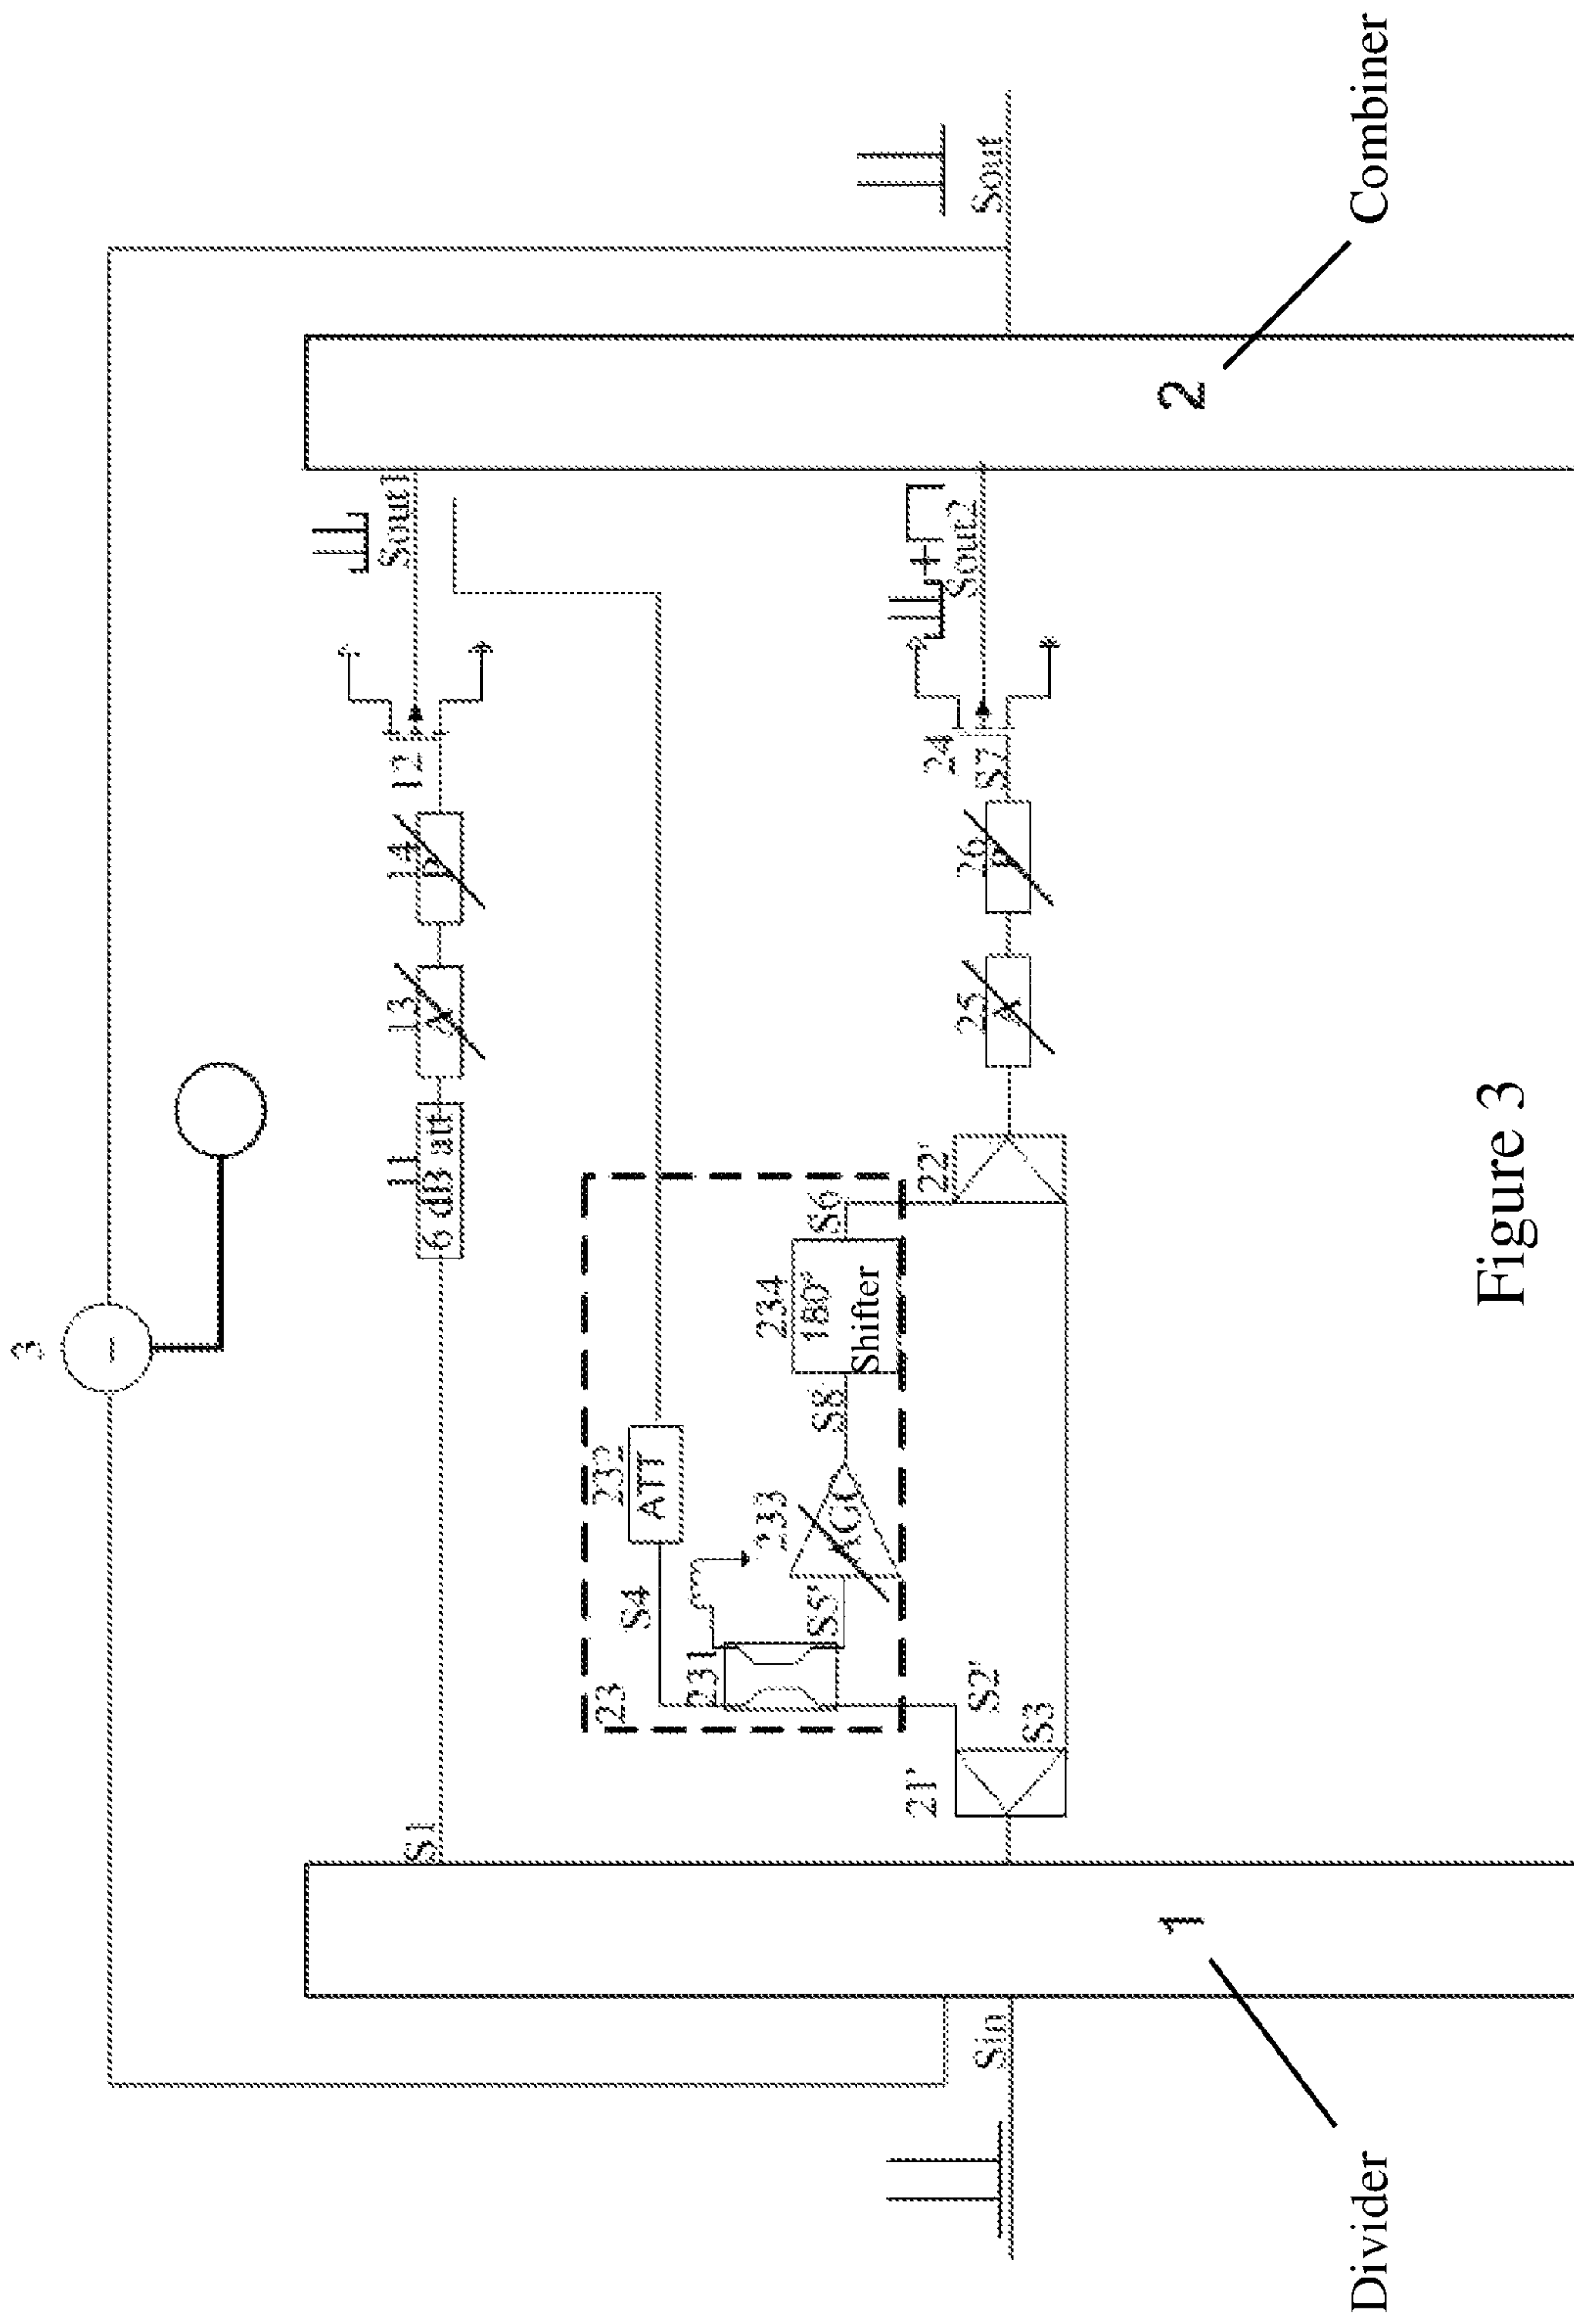 3
S1
11
6 dB att
13
A
14
P
12
Sout1
23
S4
232
ATT
231
S5'
233
AGC
S8
234
180°
Shifter
S6
21'
S2'
S3
22'
25
A
26
P
24
S7
Sout2
+
Sin
Sout
1
2
Divider
Combiner
Figure 3